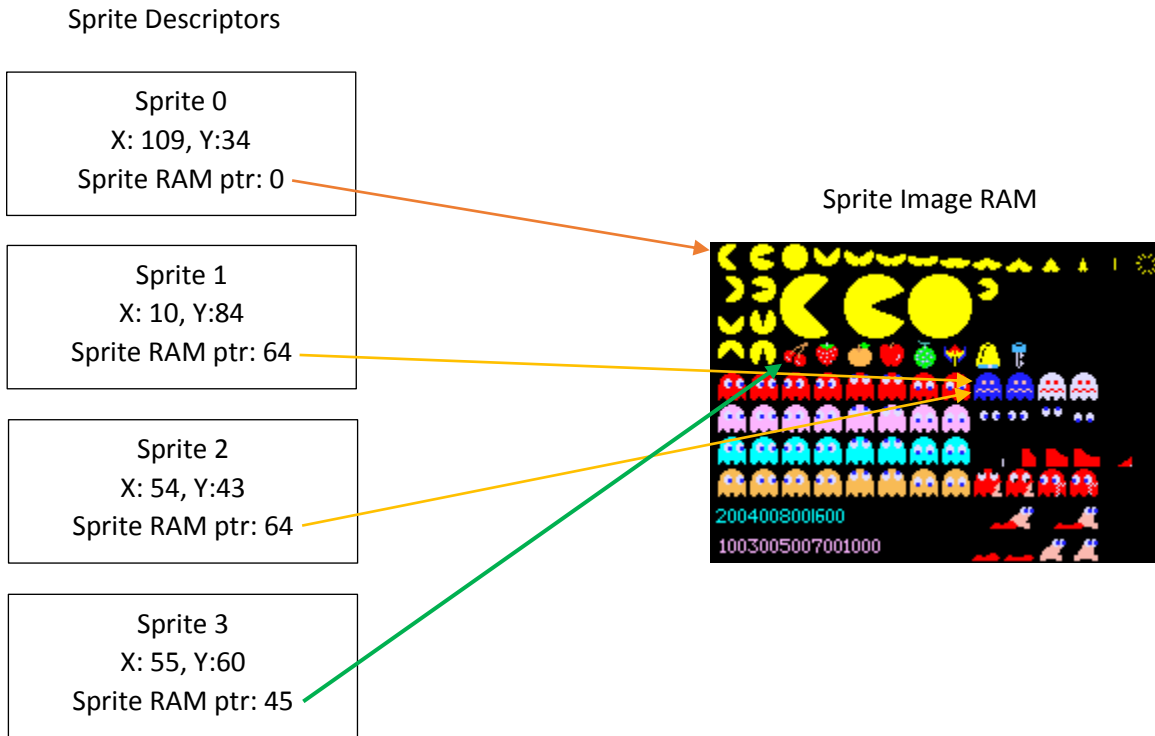 Sprite Descriptors
Sprite 0
X: 109, Y:34
Sprite RAM ptr: 0
Sprite 1
X: 10, Y:84
Sprite RAM ptr: 64
Sprite 2
X: 54, Y:43
Sprite RAM ptr: 64
Sprite 3
X: 55, Y:60
Sprite RAM ptr: 45
Sprite Image RAM
2004008001600
10030050070010​00